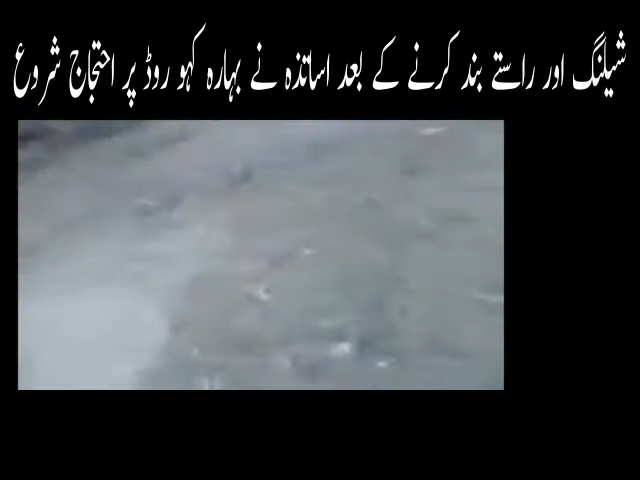 شیلنگ اور راستے بند کرنے کے بعد اساتذہ نے بہارہ کہو روڈ پر احتجاج شروع